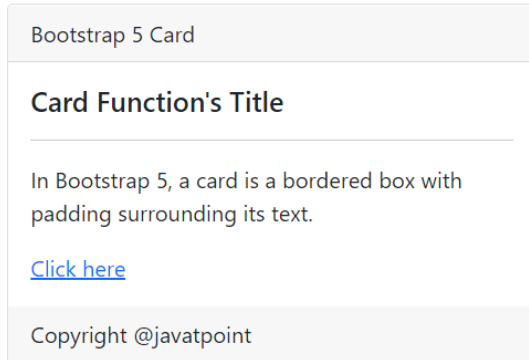 Bootstrap 5 Card
Card Function's Title
In Bootstrap 5, a card is a bordered box with
padding surrounding its text.
Click here
Copyright @javatpoint